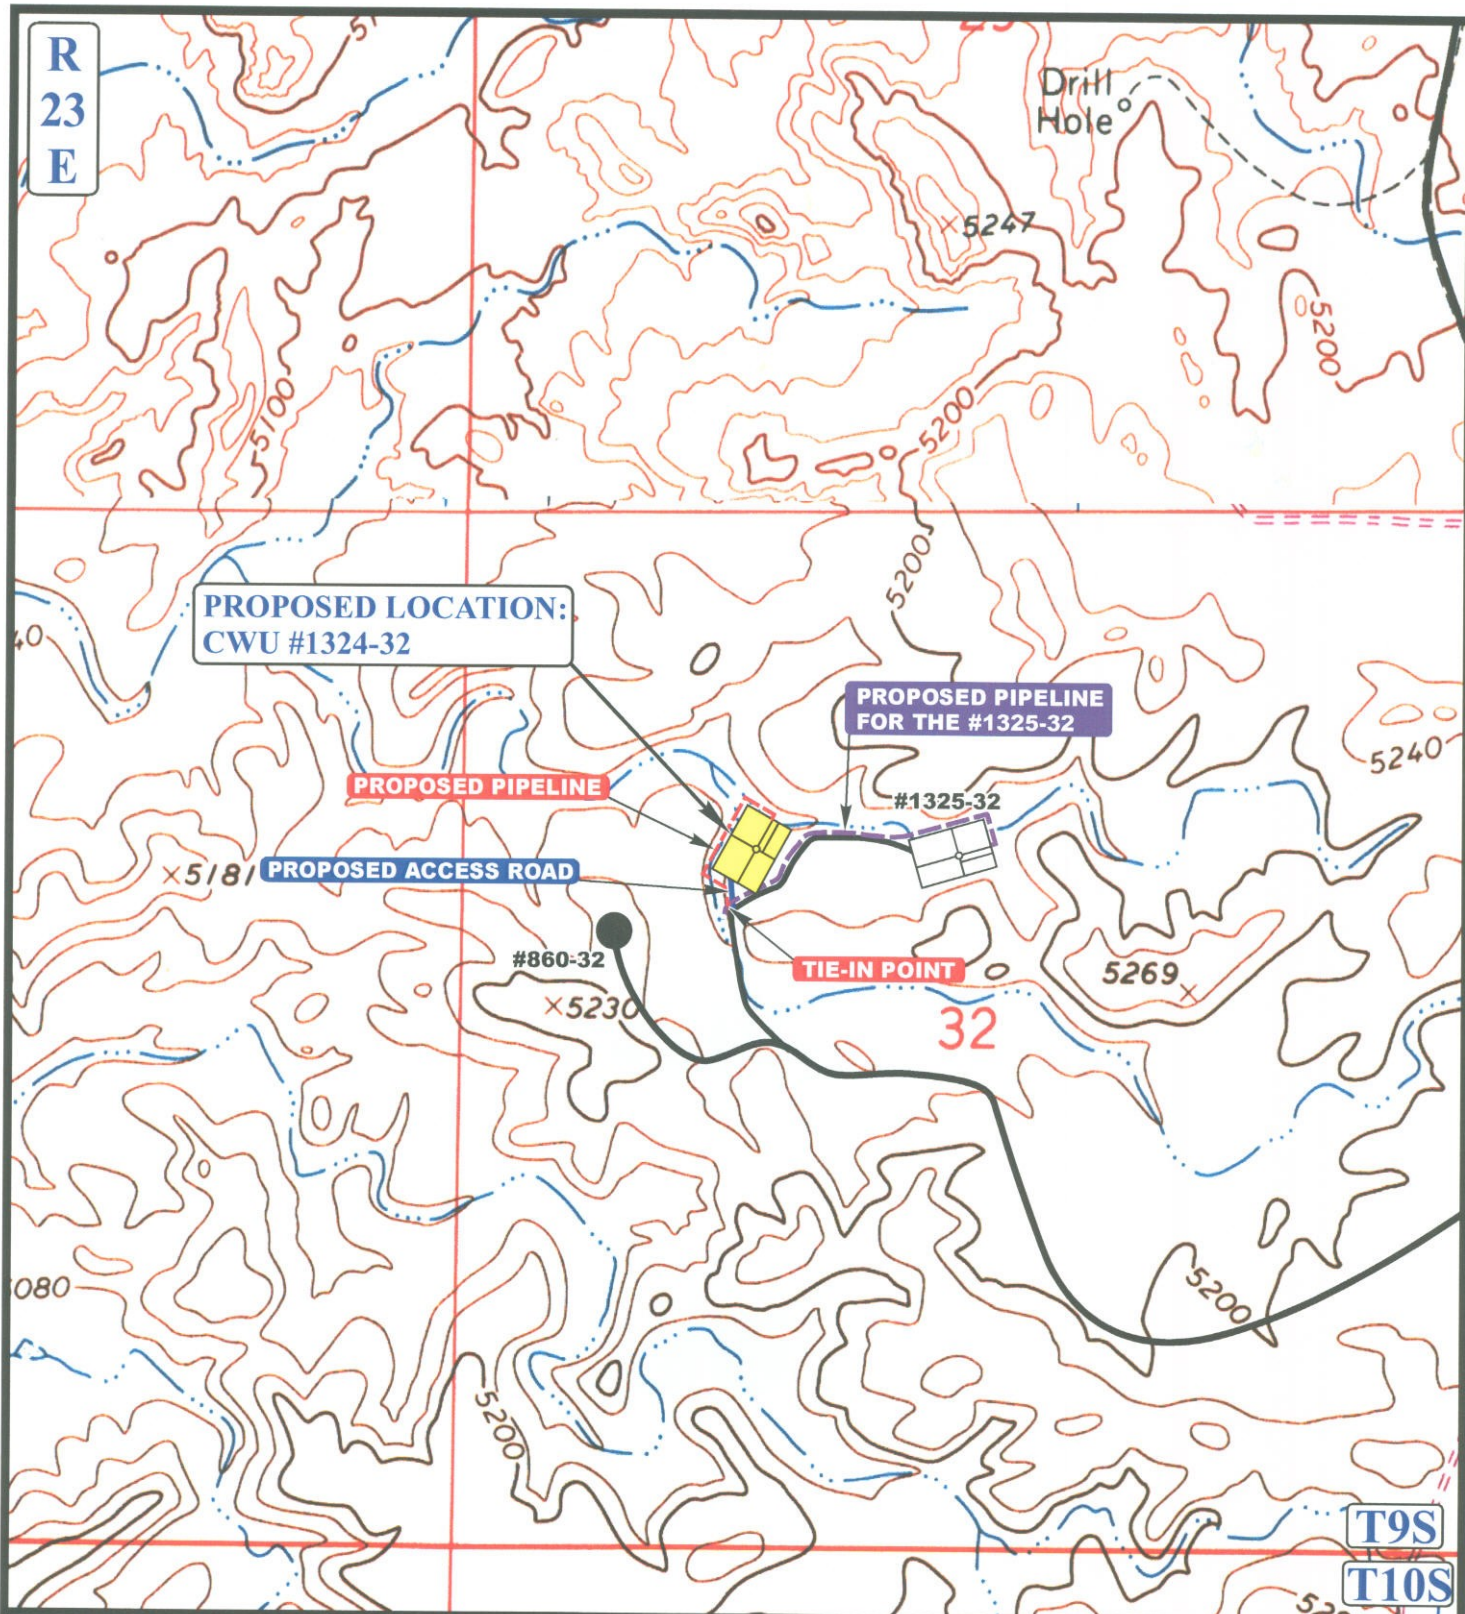 R
23
E
Drill
Hole
5247
5200
5100
5200
5200
PROPOSED LOCATION:
CWU #1324-32
40
PROPOSED PIPELINE
FOR THE #1325-32
5240
PROPOSED PIPELINE
#1325-32
5181
PROPOSED ACCESS ROAD
#860-32
TIE-IN POINT
5269
5230
32
5200
5200
T9S
T10S